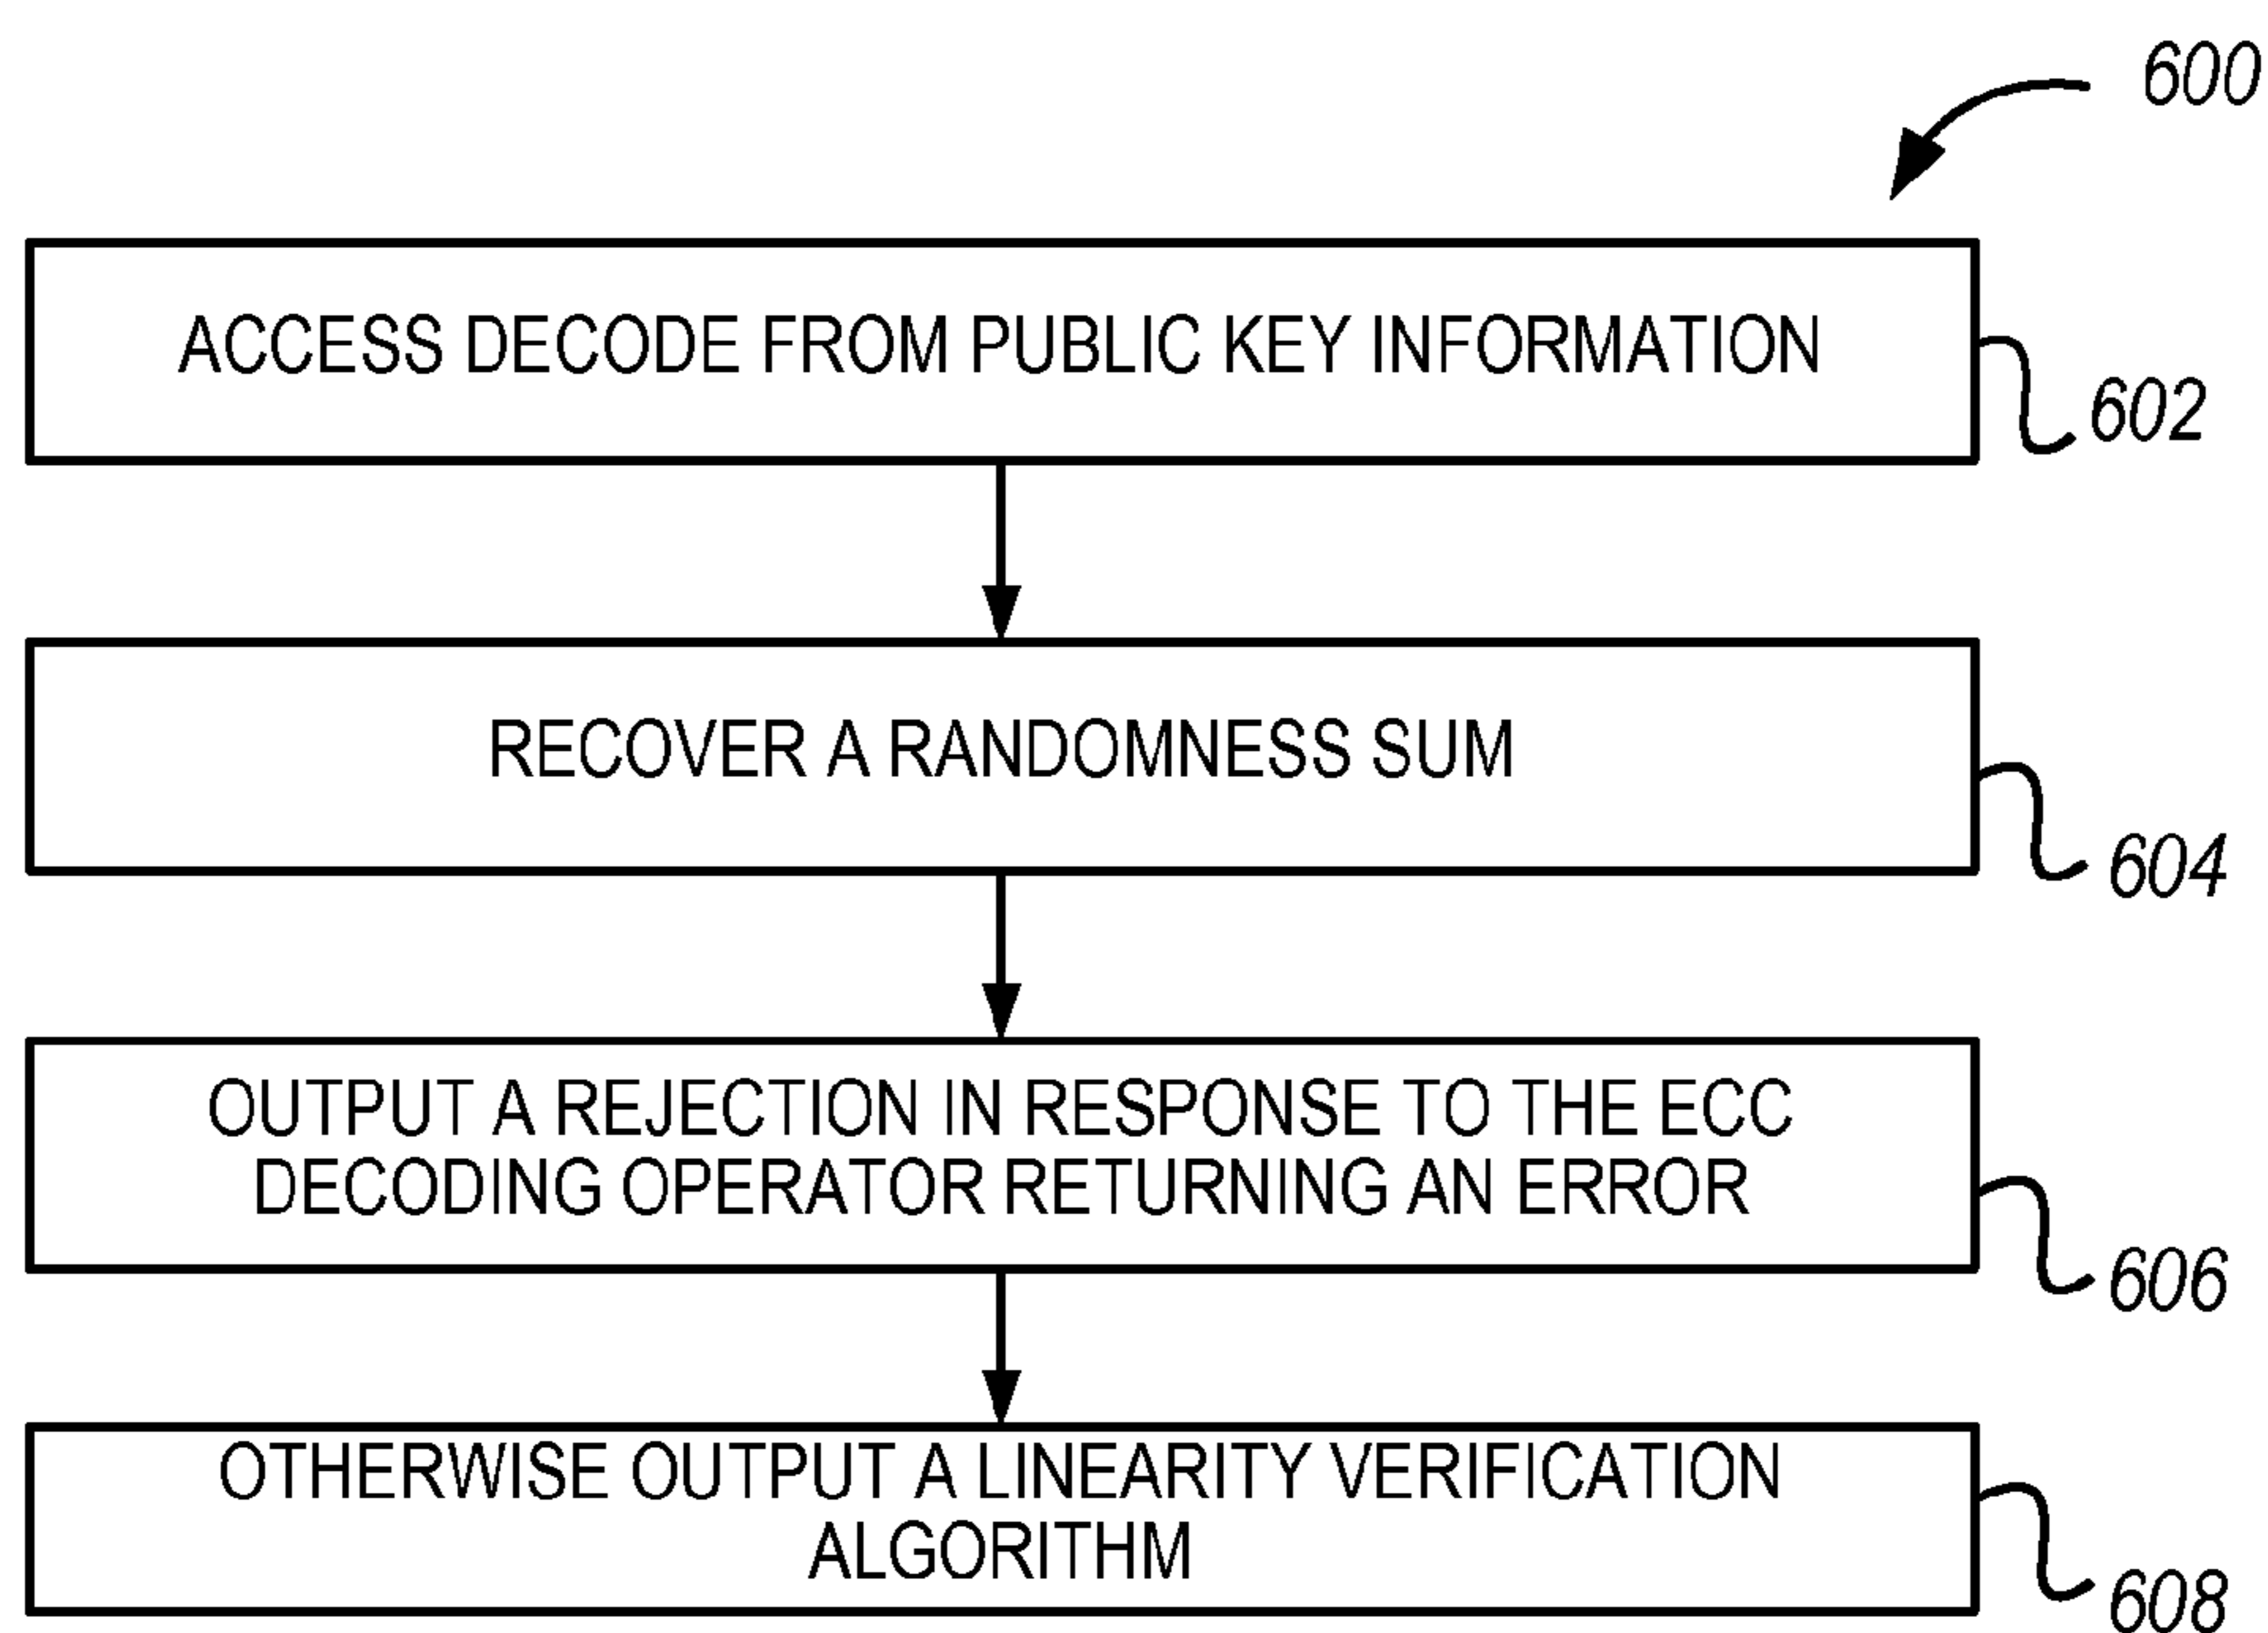 600
ACCESS DECODE FROM PUBLIC KEY INFORMATION
602
RECOVER A RANDOMNESS SUM
604
OUTPUT A REJECTION IN RESPONSE TO THE ECC
DECODING OPERATOR RETURNING AN ERROR
606
OTHERWISE OUTPUT A LINEARITY VERIFICATION
ALGORITHM
608